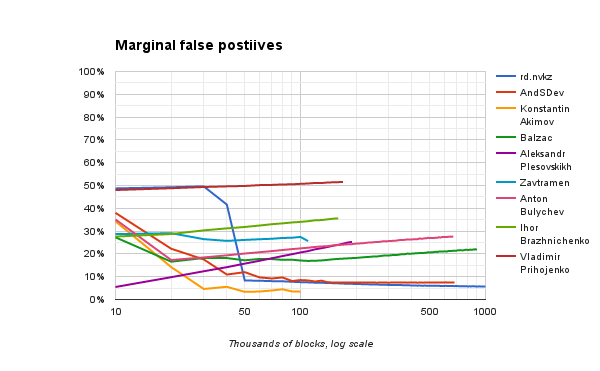 Marginal false postiives
100%
90%
80%
70%
60%
50%
40%
30%
20%
10%
0%
10
50
100
500
1000
Thousands of blocks, log scale
rd.nvkz
AndSDev
Konstantin
Akimov
Balzac
Aleksandr
Plesovskikh
Zavtramen
Anton
Bulychev
Ihor
Brazhnichenko
Vladimir
Prihojenko